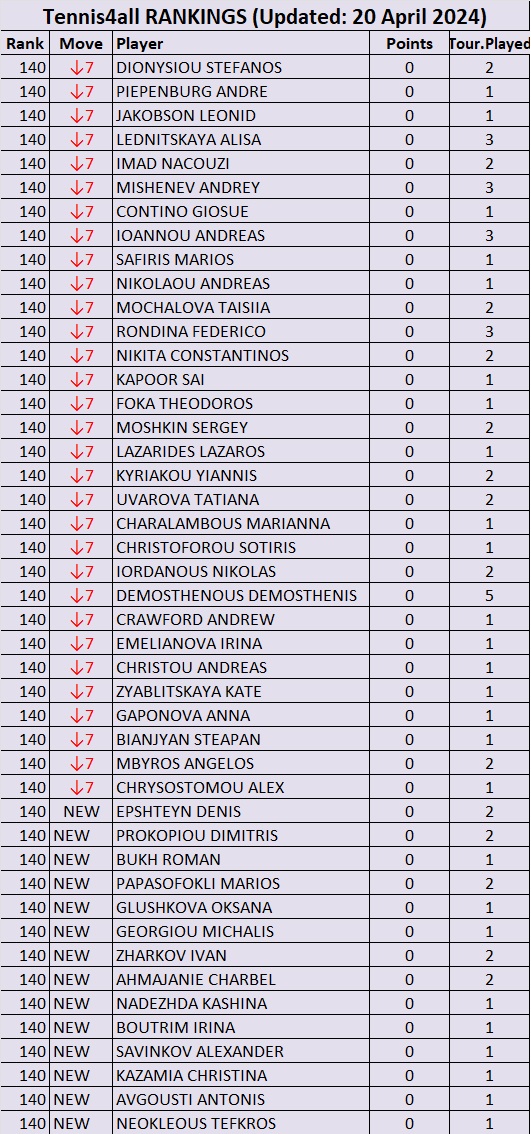 Tennis4all RANKINGS (Updated: 20 April 2024)
Rank Move Player Points Tour.Played
140 ↓7 DIONYSIOU STEFANOS 0 2
140 ↓7 PIEPENBURG ANDRE 0 1
140 ↓7 JAKOBSON LEONID 0 1
140 ↓7 LEDNITSKAYA ALISA 0 3
140 ↓7 IMAD NACOUZI 0 2
140 ↓7 MISHENEV ANDREY 0 3
140 ↓7 CONTINO GIOSUE 0 1
140 ↓7 IOANNOU ANDREAS 0 3
140 ↓7 SAFIRIS MARIOS 0 1
140 ↓7 NIKOLAOU ANDREAS 0 1
140 ↓7 MOCHALOVA TAISIIA 0 2
140 ↓7 RONDINA FEDERICO 0 3
140 ↓7 NIKITA CONSTANTINOS 0 2
140 ↓7 KAPOOR SAI 0 1
140 ↓7 FOKA THEODOROS 0 1
140 ↓7 MOSHKIN SERGEY 0 2
140 ↓7 LAZARIDES LAZAROS 0 1
140 ↓7 KYRIAKOU YIANNIS 0 2
140 ↓7 UVAROVA TATIANA 0 2
140 ↓7 CHARALAMBOUS MARIANNA 0 1
140 ↓7 CHRISTOFOROU SOTIRIS 0 1
140 ↓7 IORDANOUS NIKOLAS 0 2
140 ↓7 DEMOSTHENOUS DEMOSTHENIS 0 5
140 ↓7 CRAWFORD ANDREW 0 1
140 ↓7 EMELIANOVA IRINA 0 1
140 ↓7 CHRISTOU ANDREAS 0 1
140 ↓7 ZYABLITSKAYA KATE 0 1
140 ↓7 GAPONOVA ANNA 0 1
140 ↓7 BIANJYAN STEAPAN 0 1
140 ↓7 MBYROS ANGELOS 0 2
140 ↓7 CHRYSOSTOMOU ALEX 0 1
140 NEW EPSHTEYN DENIS 0 2
140 NEW PROKOPIOU DIMITRIS 0 2
140 NEW BUKH ROMAN 0 1
140 NEW PAPASOFOKLI MARIOS 0 2
140 NEW GLUSHKOVA OKSANA 0 1
140 NEW GEORGIOU MICHALIS 0 1
140 NEW ZHARKOV IVAN 0 2
140 NEW AHMAJANIE CHARBEL 0 2
140 NEW NADEZHDA KASHINA 0 1
140 NEW BOUTRIM IRINA 0 1
140 NEW SAVINKOV ALEXANDER 0 1
140 NEW KAZAMIA CHRISTINA 0 1
140 NEW AVGOUSTI ANTONIS 0 1
140 NEW NEOKLEOUS TEFKROS 0 1